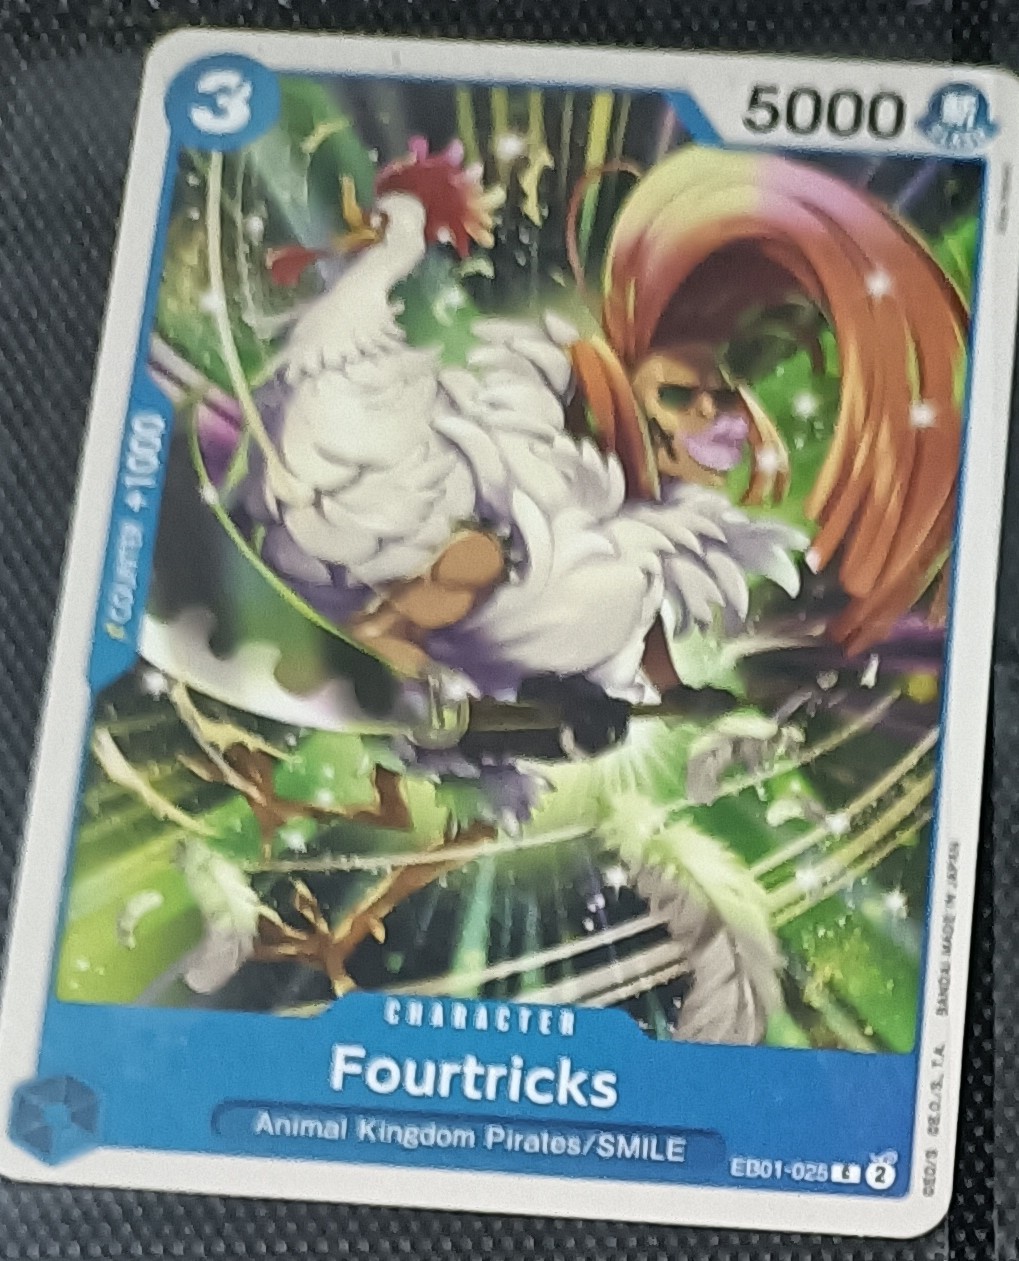 3
5000
COUNTER +1000
CHARACTER
Fourtricks
Animal Kingdom Pirates/SMILE
EB01-025 C 2
©E.O./S. ©E.O./S., T.A. BANDAI MADE IN JAPAN